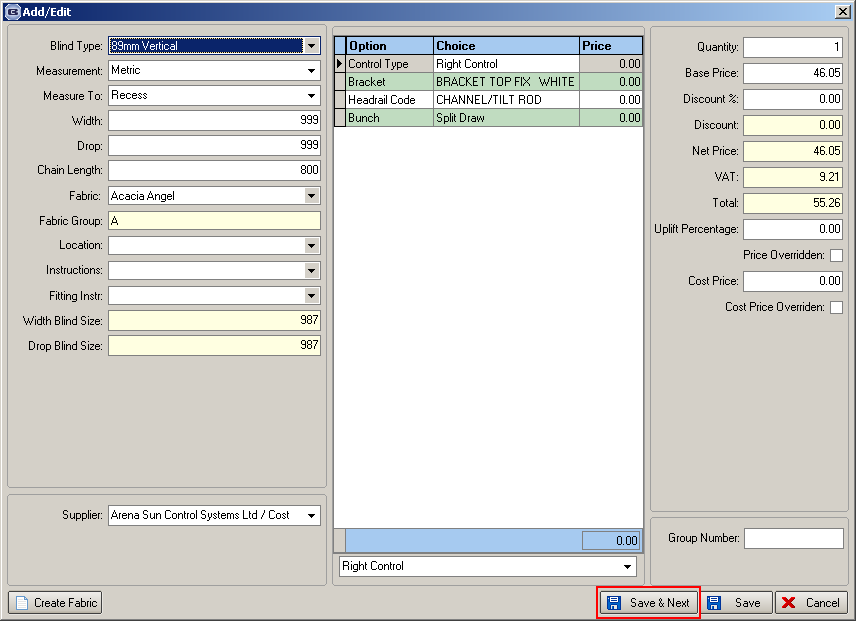 Add/Edit
Blind Type: 89mm Vertical
Measurement: Metric
Measure To: Recess
Width: 999
Drop: 999
Chain Length: 800
Fabric: Acacia Angel
Fabric Group: A
Location:
Instructions:
Fitting Instr:
Width Blind Size: 987
Drop Blind Size: 987
Supplier: Arena Sun Control Systems Ltd / Cost
Option Choice Price
Control Type Right Control 0.00
Bracket BRACKET TOP FIX WHITE 0.00
Headrail Code CHANNEL/TILT ROD 0.00
Bunch Split Draw 0.00
0.00
Right Control
Quantity: 1
Base Price: 46.05
Discount %: 0.00
Discount: 0.00
Net Price: 46.05
VAT: 9.21
Total: 55.26
Uplift Percentage: 0.00
Price Overridden:
Cost Price: 0.00
Cost Price Overriden:
Group Number:
Create Fabric Save & Next Save Cancel